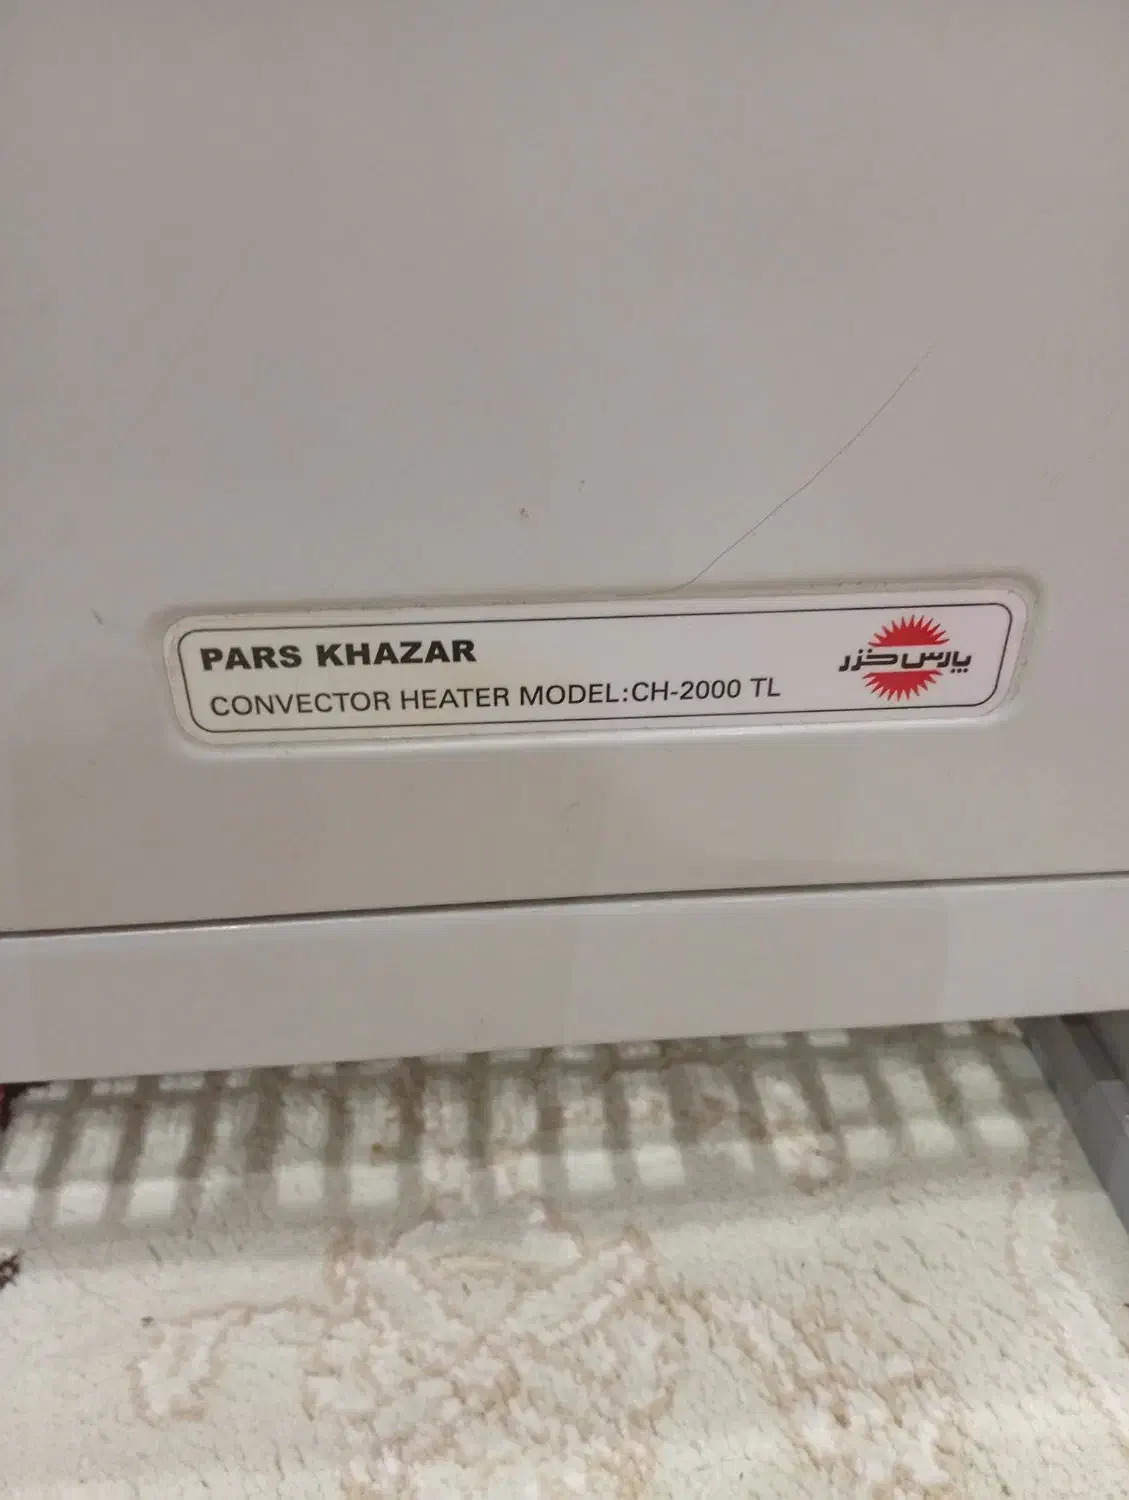 PARS KHAZAR
CONVECTOR HEATER MODEL:CH-2000 TL
پارس خزر